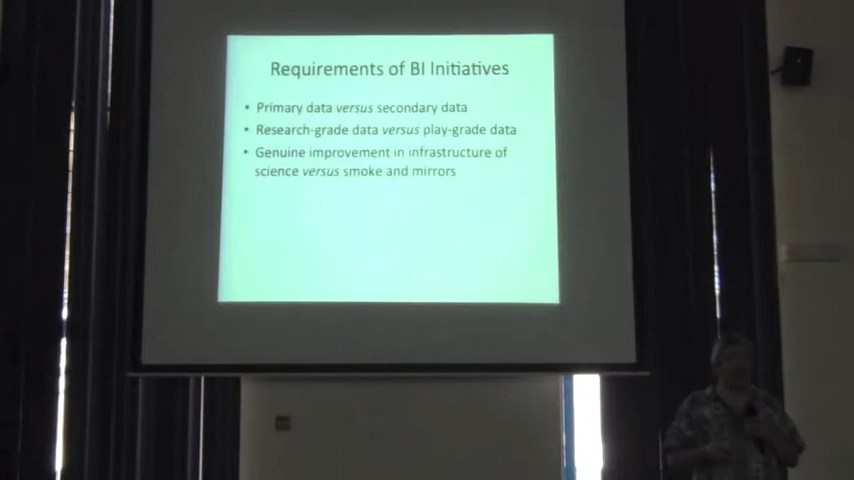 Requirements of BI Initiatives
• Primary data versus secondary data
• Research-grade data versus play-grade data
• Genuine improvement in infrastructure of
science versus smoke and mirrors